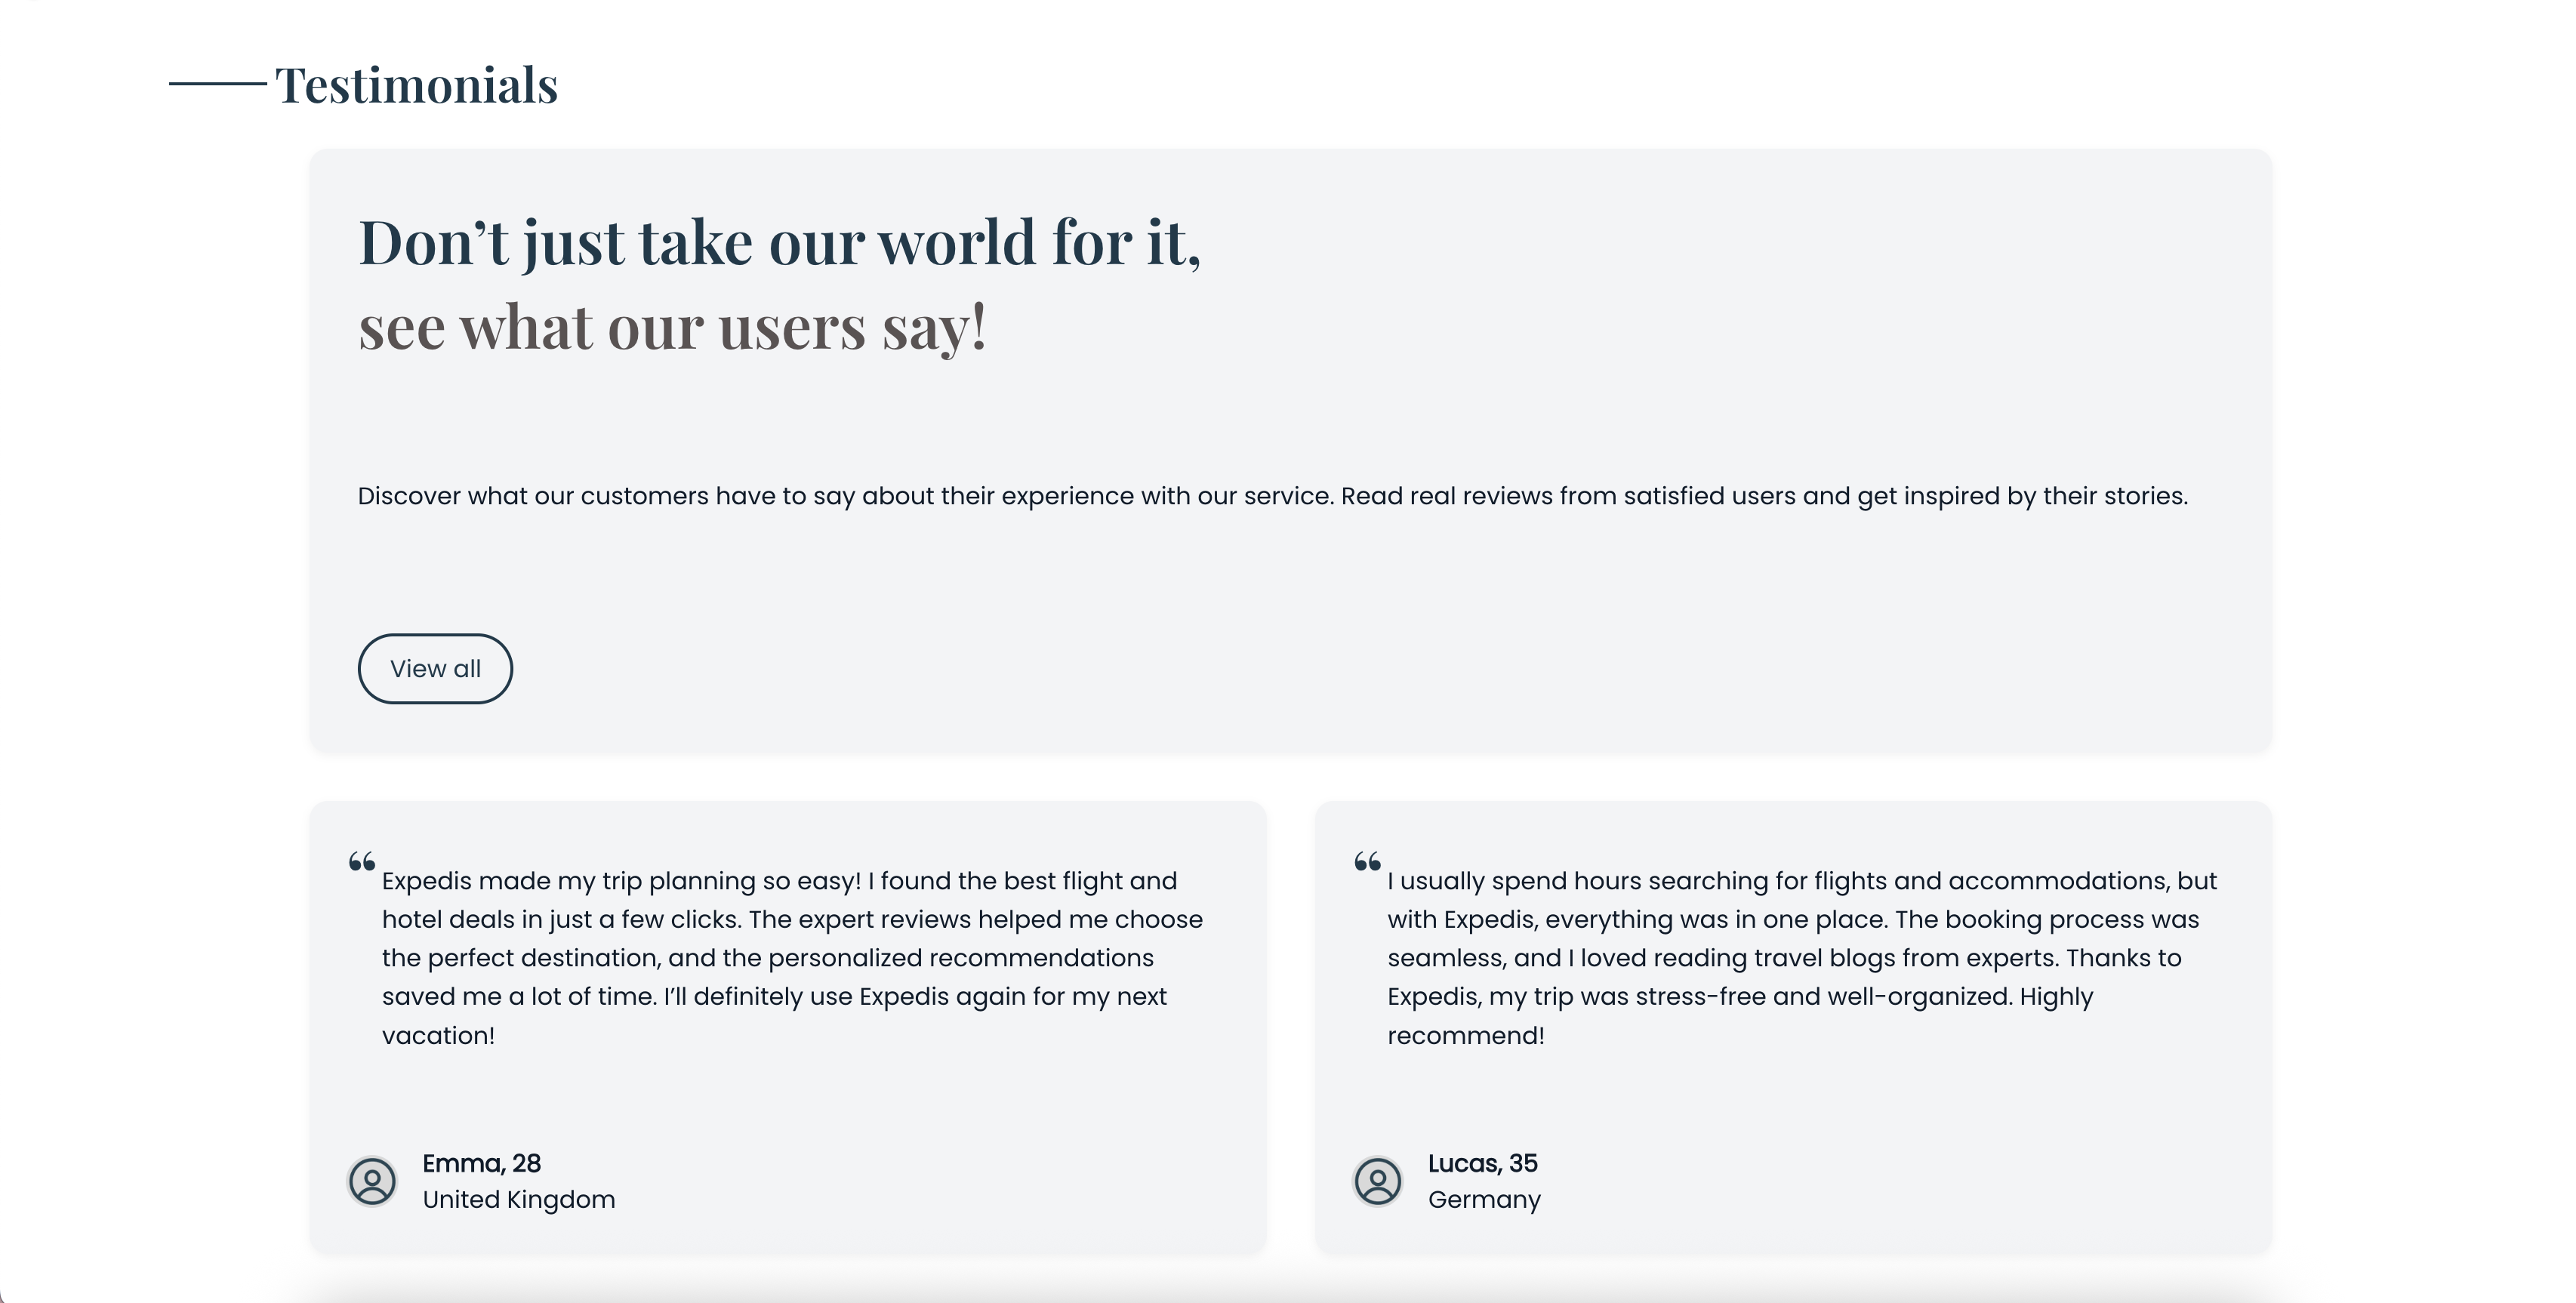 Testimonials
Don’t just take our world for it,
see what our users say!
Discover what our customers have to say about their experience with our service. Read real reviews from satisfied users and get inspired by their stories.
View all
“
Expedis made my trip planning so easy! I found the best flight and
hotel deals in just a few clicks. The expert reviews helped me choose
the perfect destination, and the personalized recommendations
saved me a lot of time. I’ll definitely use Expedis again for my next
vacation!
Emma, 28
United Kingdom
“
I usually spend hours searching for flights and accommodations, but
with Expedis, everything was in one place. The booking process was
seamless, and I loved reading travel blogs from experts. Thanks to
Expedis, my trip was stress-free and well-organized. Highly
recommend!
Lucas, 35
Germany